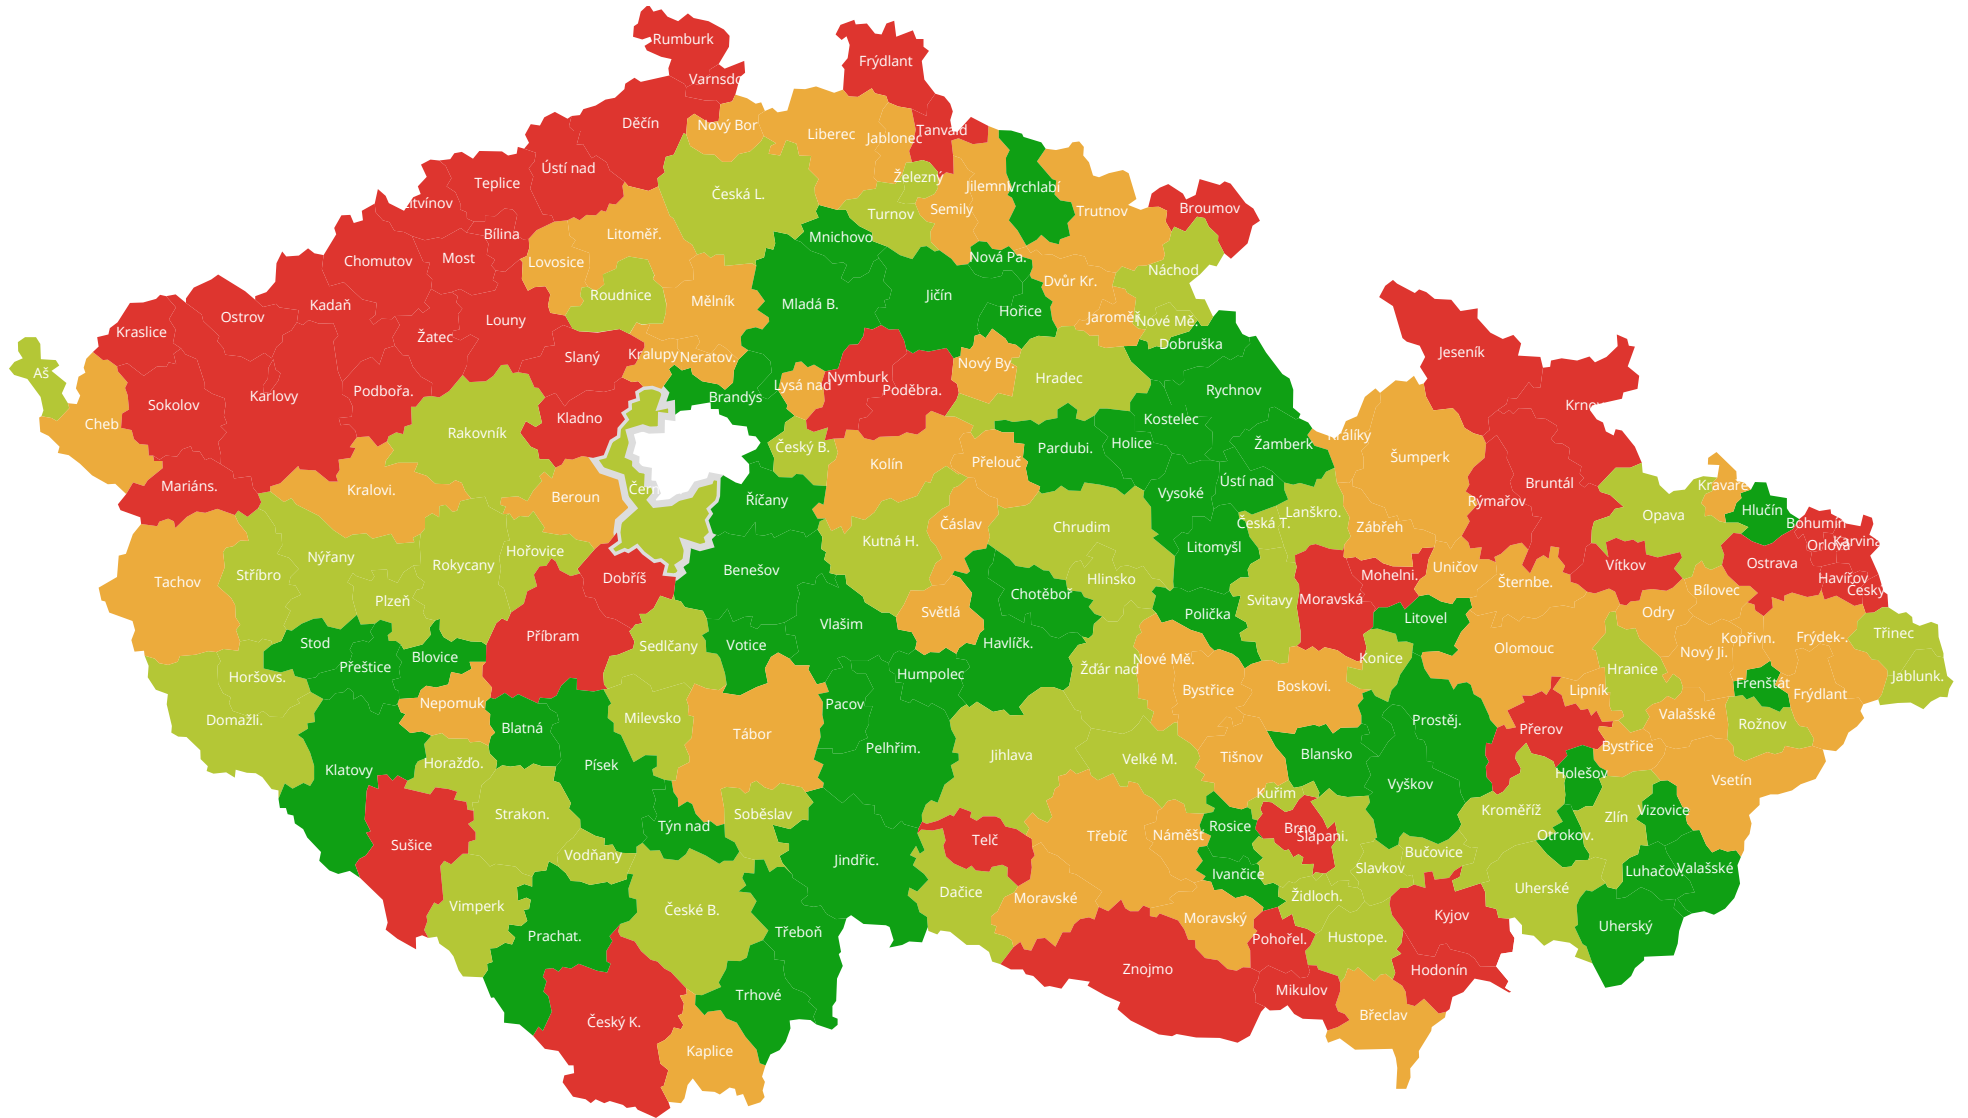 Rumburk
Frýdlant
Varnsdo
Děčín
Nový Bor
Liberec
Jablonec
Tanvald
Ústí nad
Teplice
Železný
Jilemni
Vrchlabí
Česká L.
Litvínov
Semily
Trutnov
Broumov
Turnov
Bílina
Litoměř.
Mnichovo
Chomutov
Most
Lovosice
Nová Pa.
Náchod
Dvůr Kr.
Roudnice
Mělník
Mladá B.
Jičín
Kadaň
Ostrov
Hořice
Jaroměř
Nové Mě.
Louny
Kraslice
Žatec
Dobruška
Slaný
Kralupy
Neratov.
Jeseník
Nový By.
Aš
Nymburk
Hradec
Lysá nad
Podbořa.
Poděbra.
Rychnov
Karlovy
Brandýs
Sokolov
Krnov
Kladno
Kostelec
Cheb
Rakovník
Králíky
Holice
Žamberk
Český B.
Pardubi.
Šumperk
Kolín
Přelouč
Ústí nad
Bruntál
Mariáns.
Kralovi.
Kravaře
Čern
Vysoké
Beroun
Říčany
Rýmařov
Hlučín
Lanškro.
Opava
Bohumín
Česká T.
Čáslav
Chrudim
Zábřeh
Kutná H.
Karviná
Orlová
Litomyšl
Hořovice
Nýřany
Ostrava
Rokycany
Vítkov
Uničov
Benešov
Stříbro
Mohelni.
Dobříš
Havířov
Hlinsko
Tachov
Šternbe.
Český
Bílovec
Chotěboř
Plzeň
Svitavy
Moravská
Světlá
Odry
Polička
Litovel
Vlašim
Třinec
Příbram
Kopřivn.
Frýdek-.
Stod
Havlíčk.
Votice
Sedlčany
Olomouc
Nový Ji.
Blovice
Konice
Nové Mě.
Přeštice
Žďár nad
Hranice
Humpolec
Jablunk.
Horšovs.
Frenštát
Boskovi.
Bystřice
Lipník
Frýdlant
Nepomuk
Pacov
Valašské
Milevsko
Domažli.
Prostěj.
Rožnov
Blatná
Přerov
Tábor
Bystřice
Pelhřim.
Blansko
Jihlava
Tišnov
Velké M.
Horažďo.
Písek
Klatovy
Holešov
Vsetín
Vyškov
Kuřim
Kroměříž
Vizovice
Strakon.
Soběslav
Zlín
Týn nad
Rosice
Brno
Šlapani.
Třebíč
Náměšť
Otrokov.
Telč
Sušice
Bučovice
Vodňany
Jindřic.
Slavkov
Valašské
Luhačov.
Ivančice
Uherské
Dačice
Židloch.
Moravské
Vimperk
České B.
Kyjov
Moravský
Uherský
Třeboň
Prachat.
Hustope.
Pohořel.
Znojmo
Hodonín
Mikulov
Trhové
Břeclav
Český K.
Kaplice